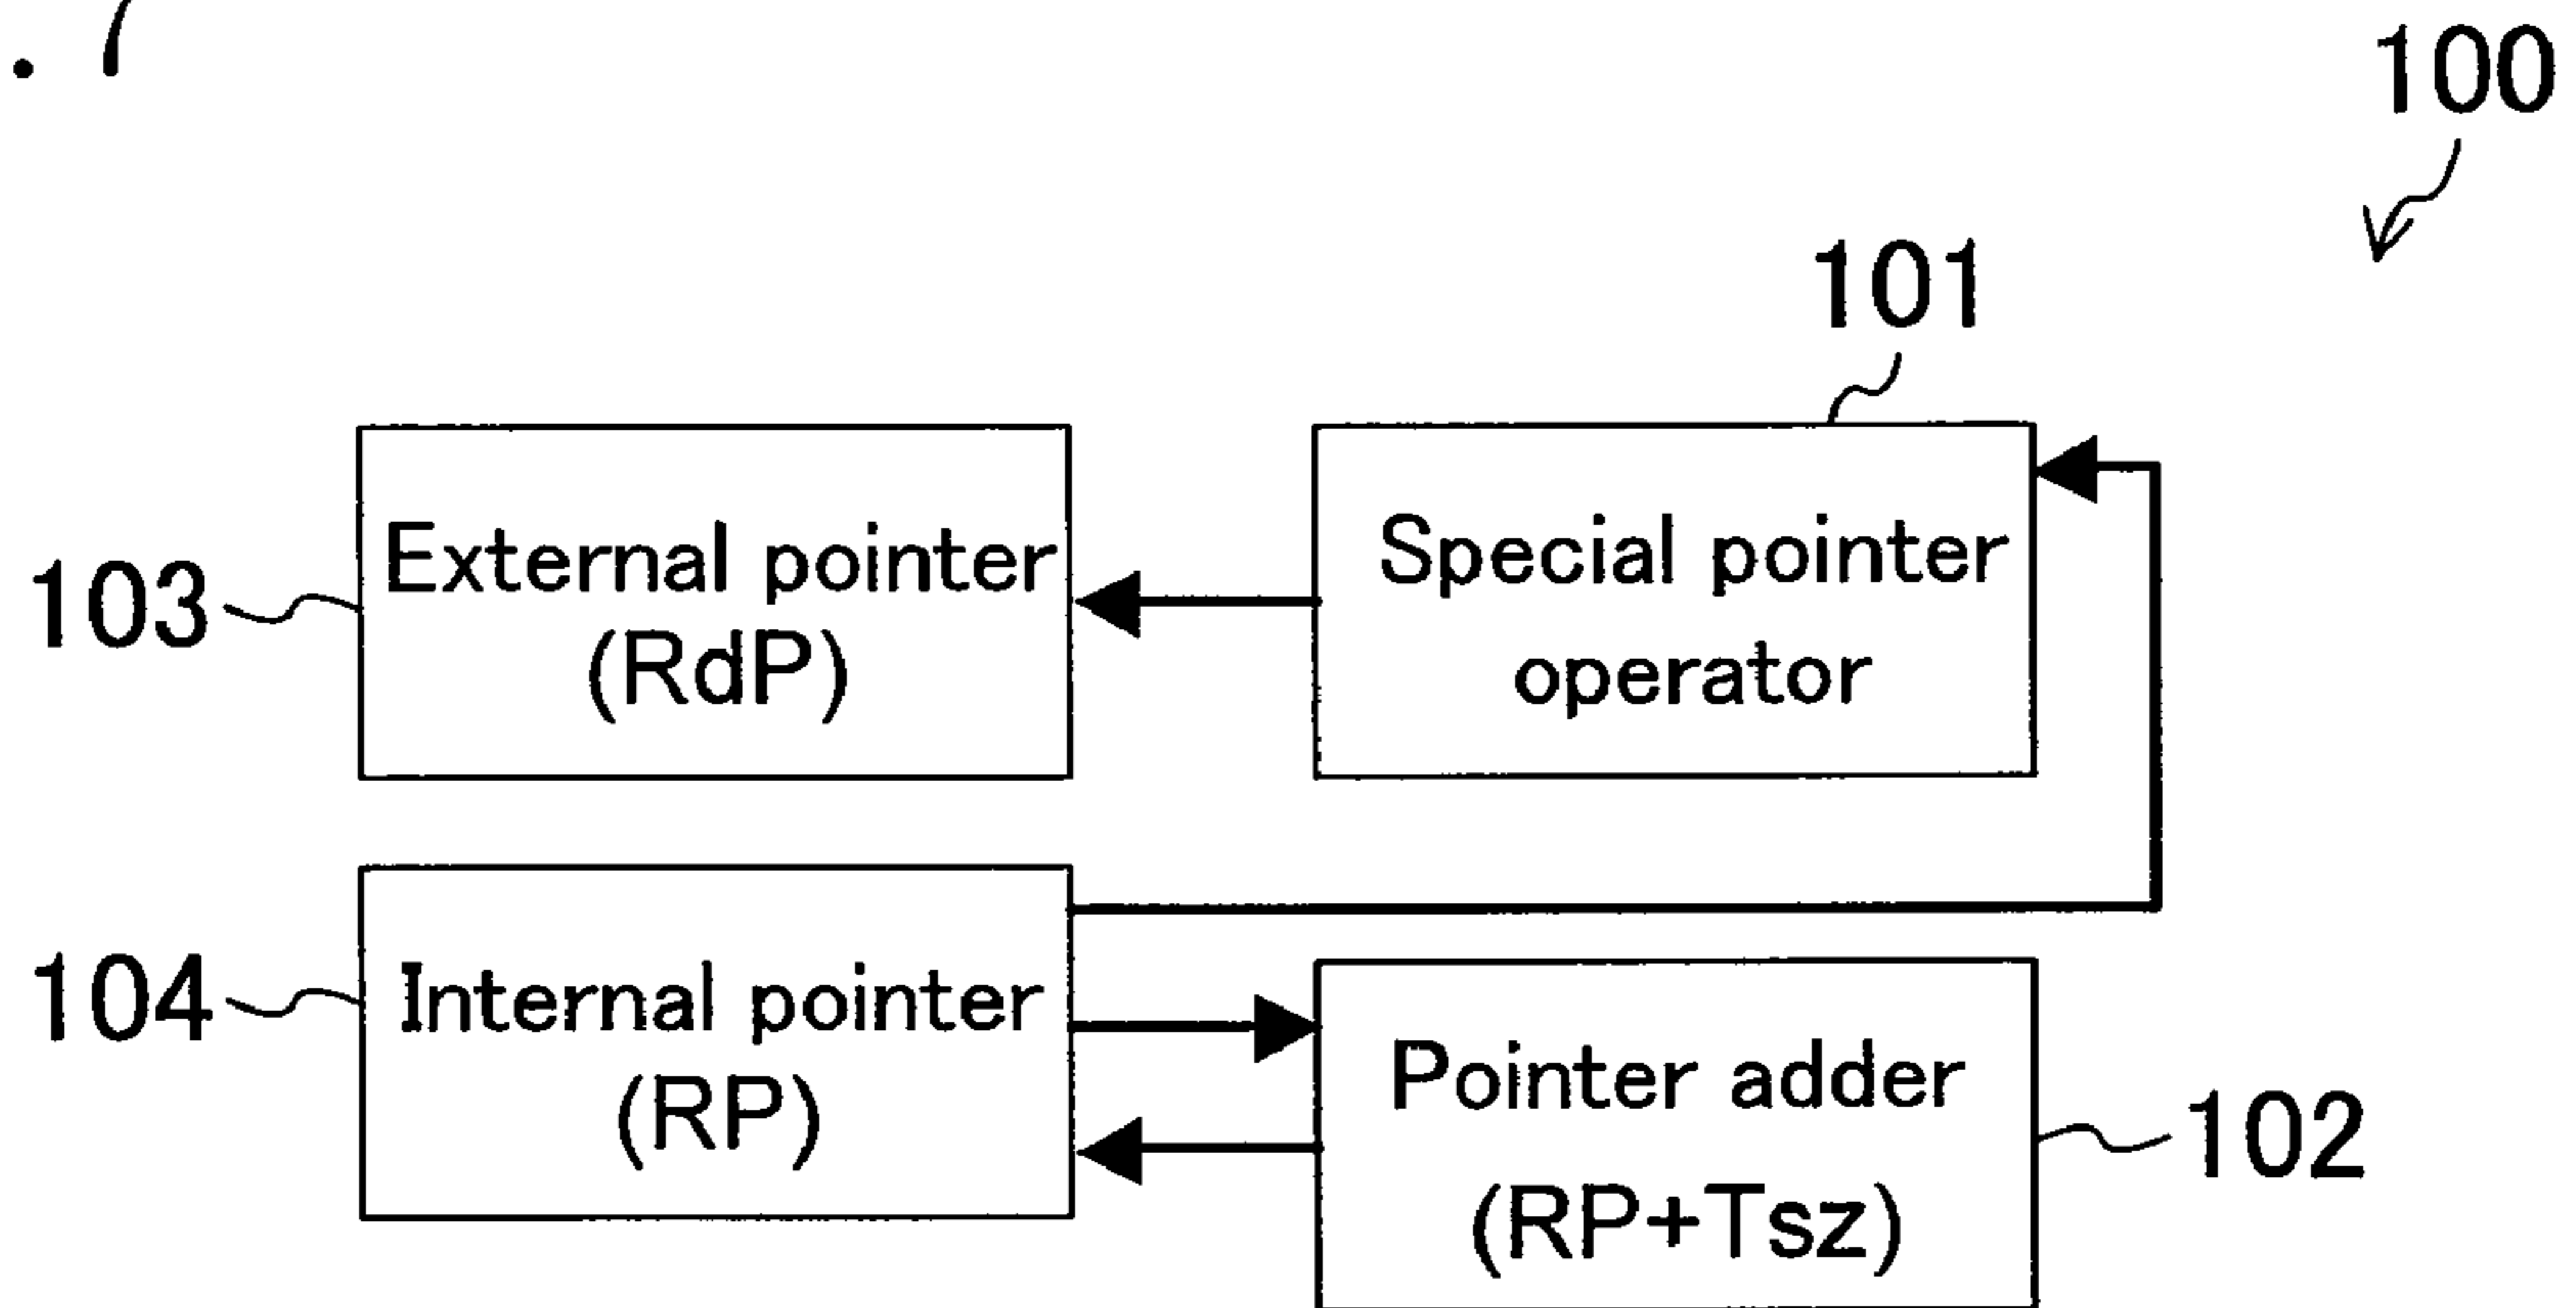 100
101
External pointer
(RdP)
103
Special pointer
operator
Internal pointer
(RP)
104
Pointer adder
(RP+Tsz)
102